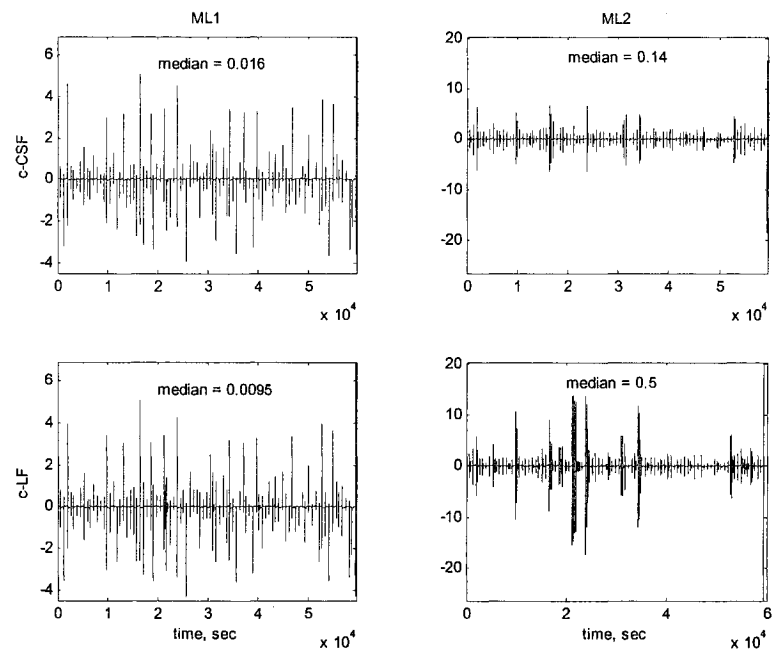 ML1
ML2
c-CSF
6
4
2
0
-2
-4
median = 0.016
0 1 2 3 4 5
x 10^4
20
10
0
-10
-20
median = 0.14
0 1 2 3 4 5
x 10^4
c-LF
6
4
2
0
-2
-4
median = 0.0095
0 1 2 3 4 5
time, sec
x 10^4
20
10
0
-10
-20
median = 0.5
0 2 4 6
time, sec
x 10^4